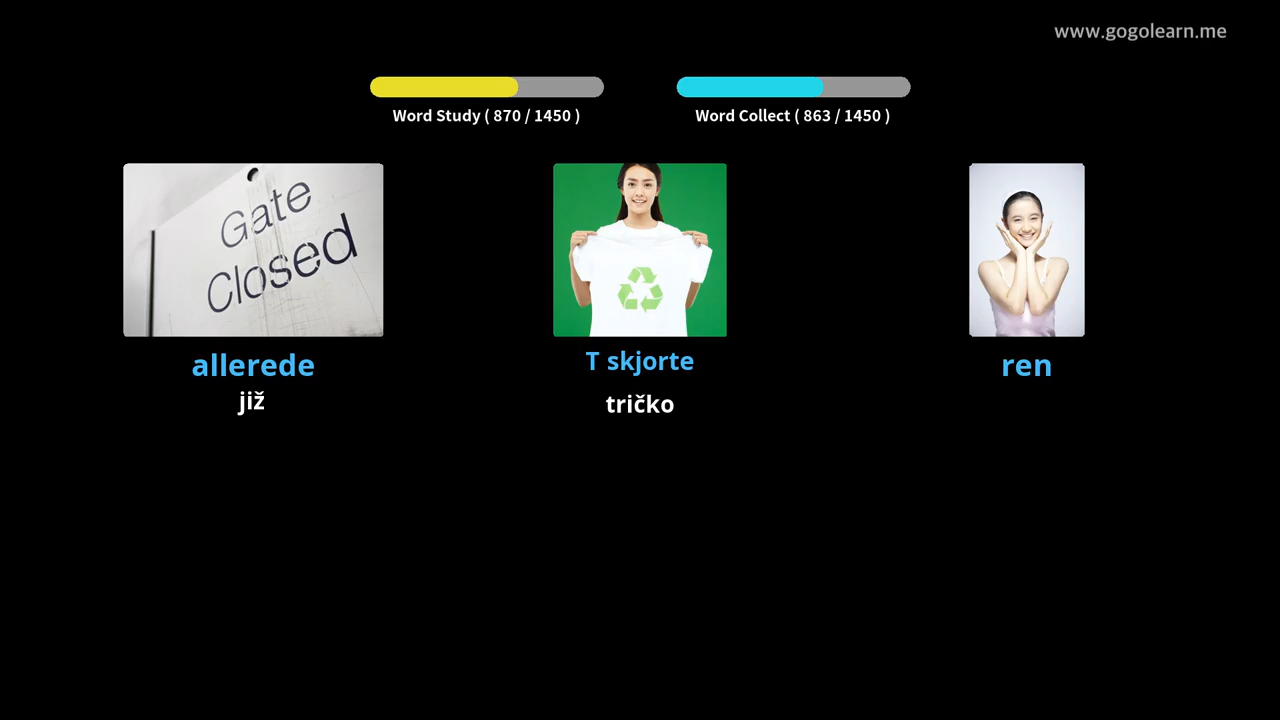 www.gogolearn.me
Word Study ( 870 / 1450 )
Word Collect ( 863 / 1450 )
Gate
Closed
allerede
již
T skjorte
tričko
ren